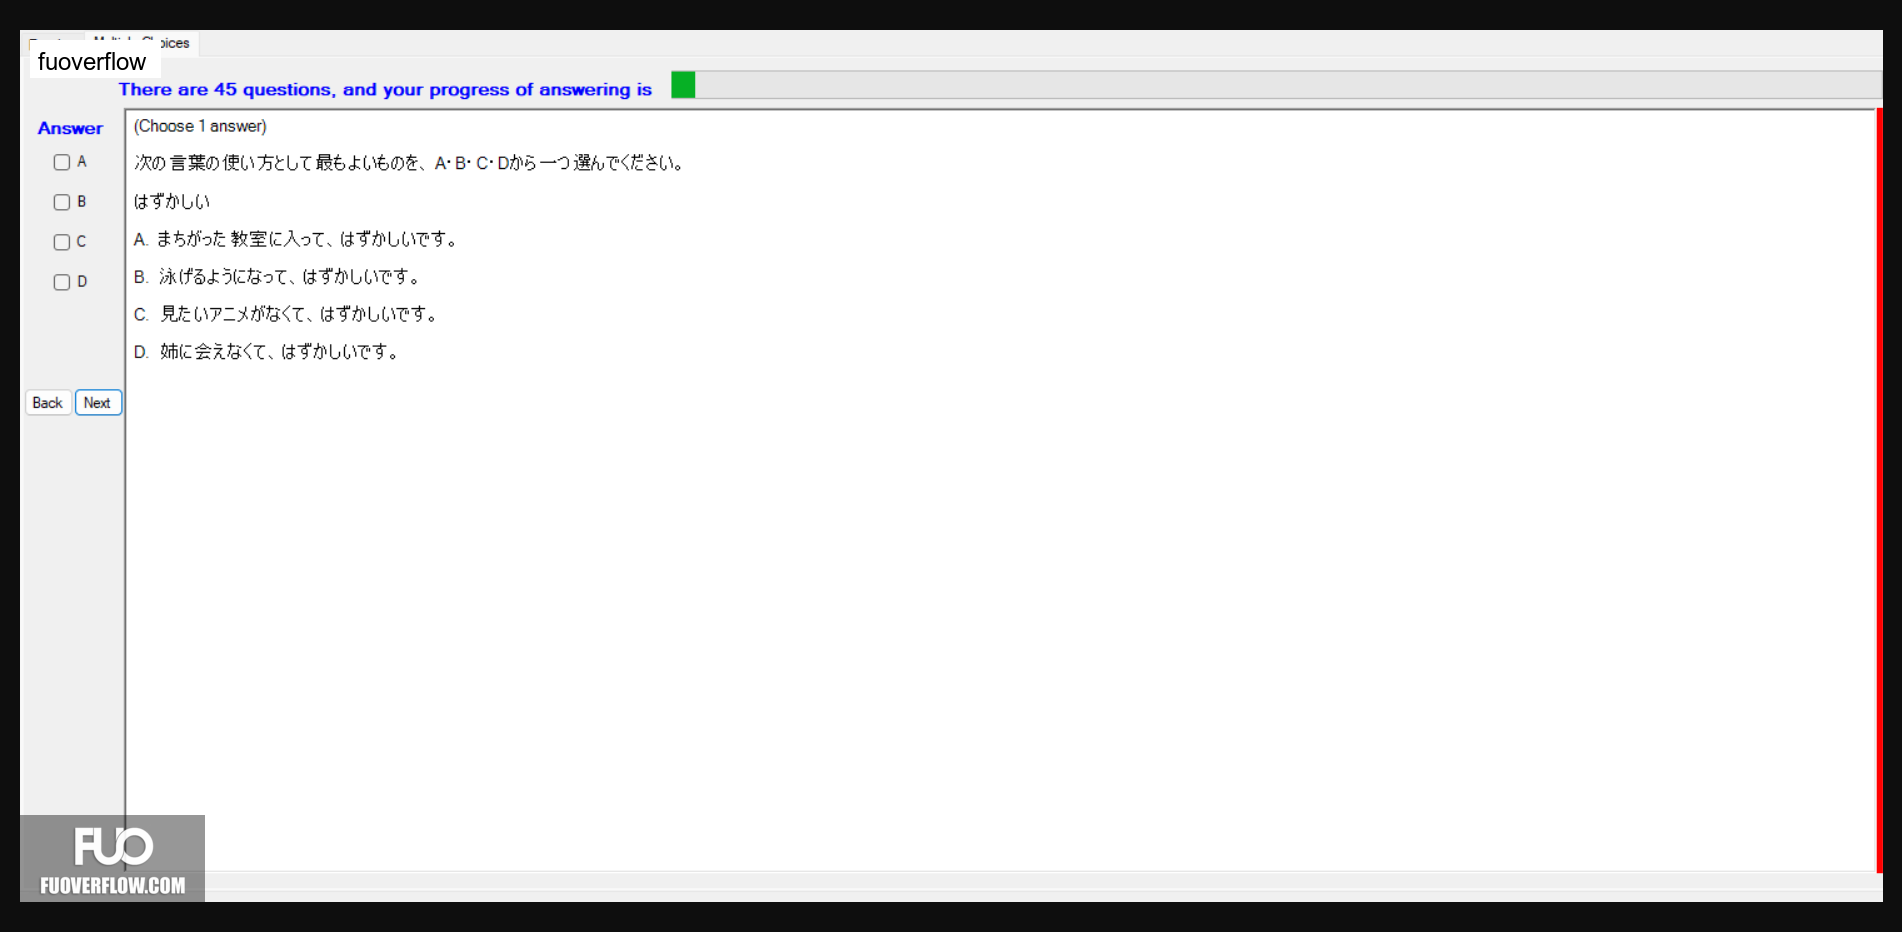 fuoverflow
There are 45 questions, and your progress of answering is
Answer
(Choose 1 answer)
A
次の言葉の使い方として最もよいものを、A・B・C・Dから一つ選んでください。
B
はずかしい
C
A. まちがった教室に入って、はずかしいです。
D
B. 泳げるようになって、はずかしいです。
C. 見たいアニメがなくて、はずかしいです。
D. 姉に会えなくて、はずかしいです。
Back Next
FUO
FUOVERFLOW.COM